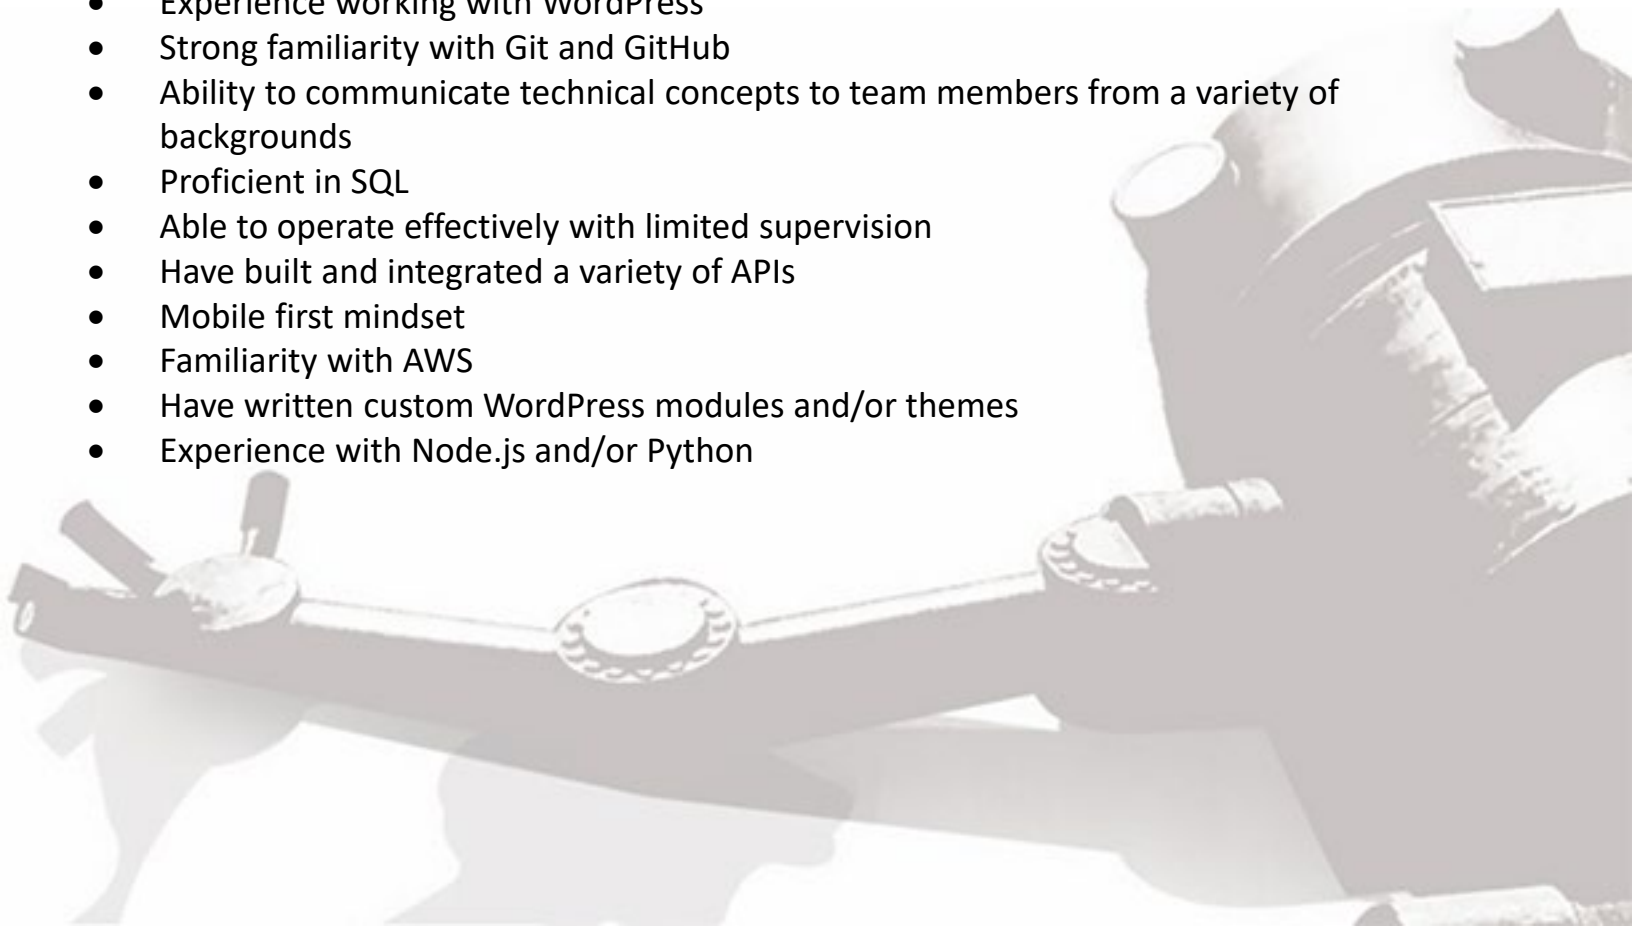 • Experience working with WordPress
• Strong familiarity with Git and GitHub
• Ability to communicate technical concepts to team members from a variety of
backgrounds
• Proficient in SQL
• Able to operate effectively with limited supervision
• Have built and integrated a variety of APIs
• Mobile first mindset
• Familiarity with AWS
• Have written custom WordPress modules and/or themes
• Experience with Node.js and/or Python